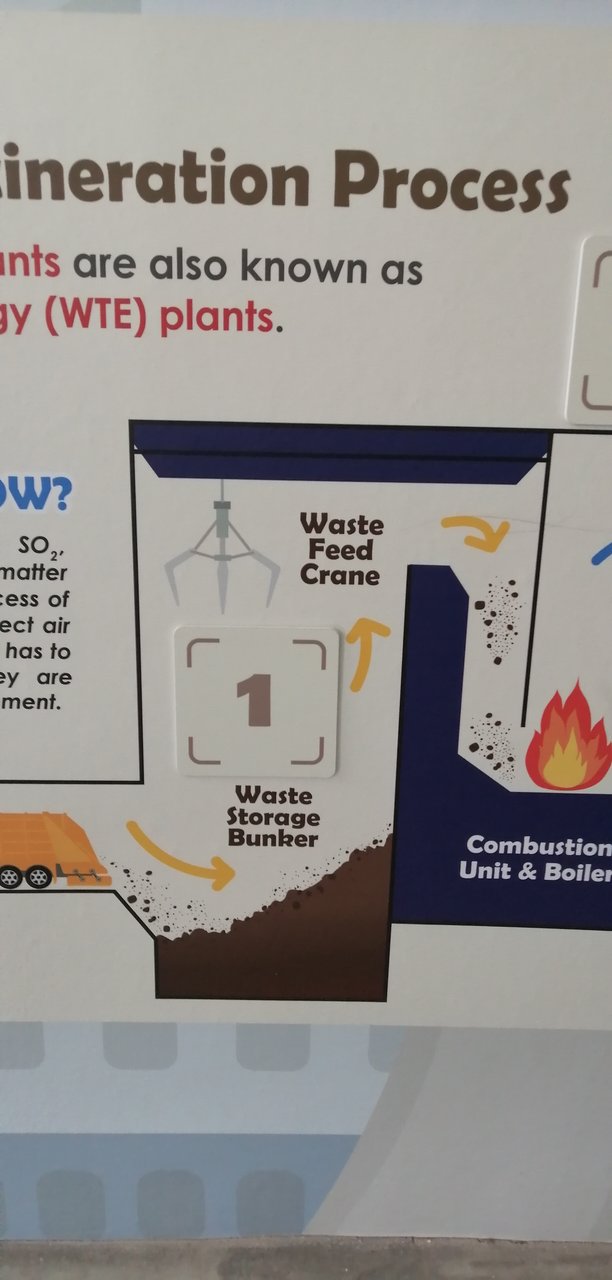 ineration Process
nts are also known as
gy (WTE) plants.
OW?
SO₂,
matter
cess of
ect air
has to
ey are
ment.
Waste
Feed
Crane
1
Waste
Storage
Bunker
Combustion
Unit & Boiler